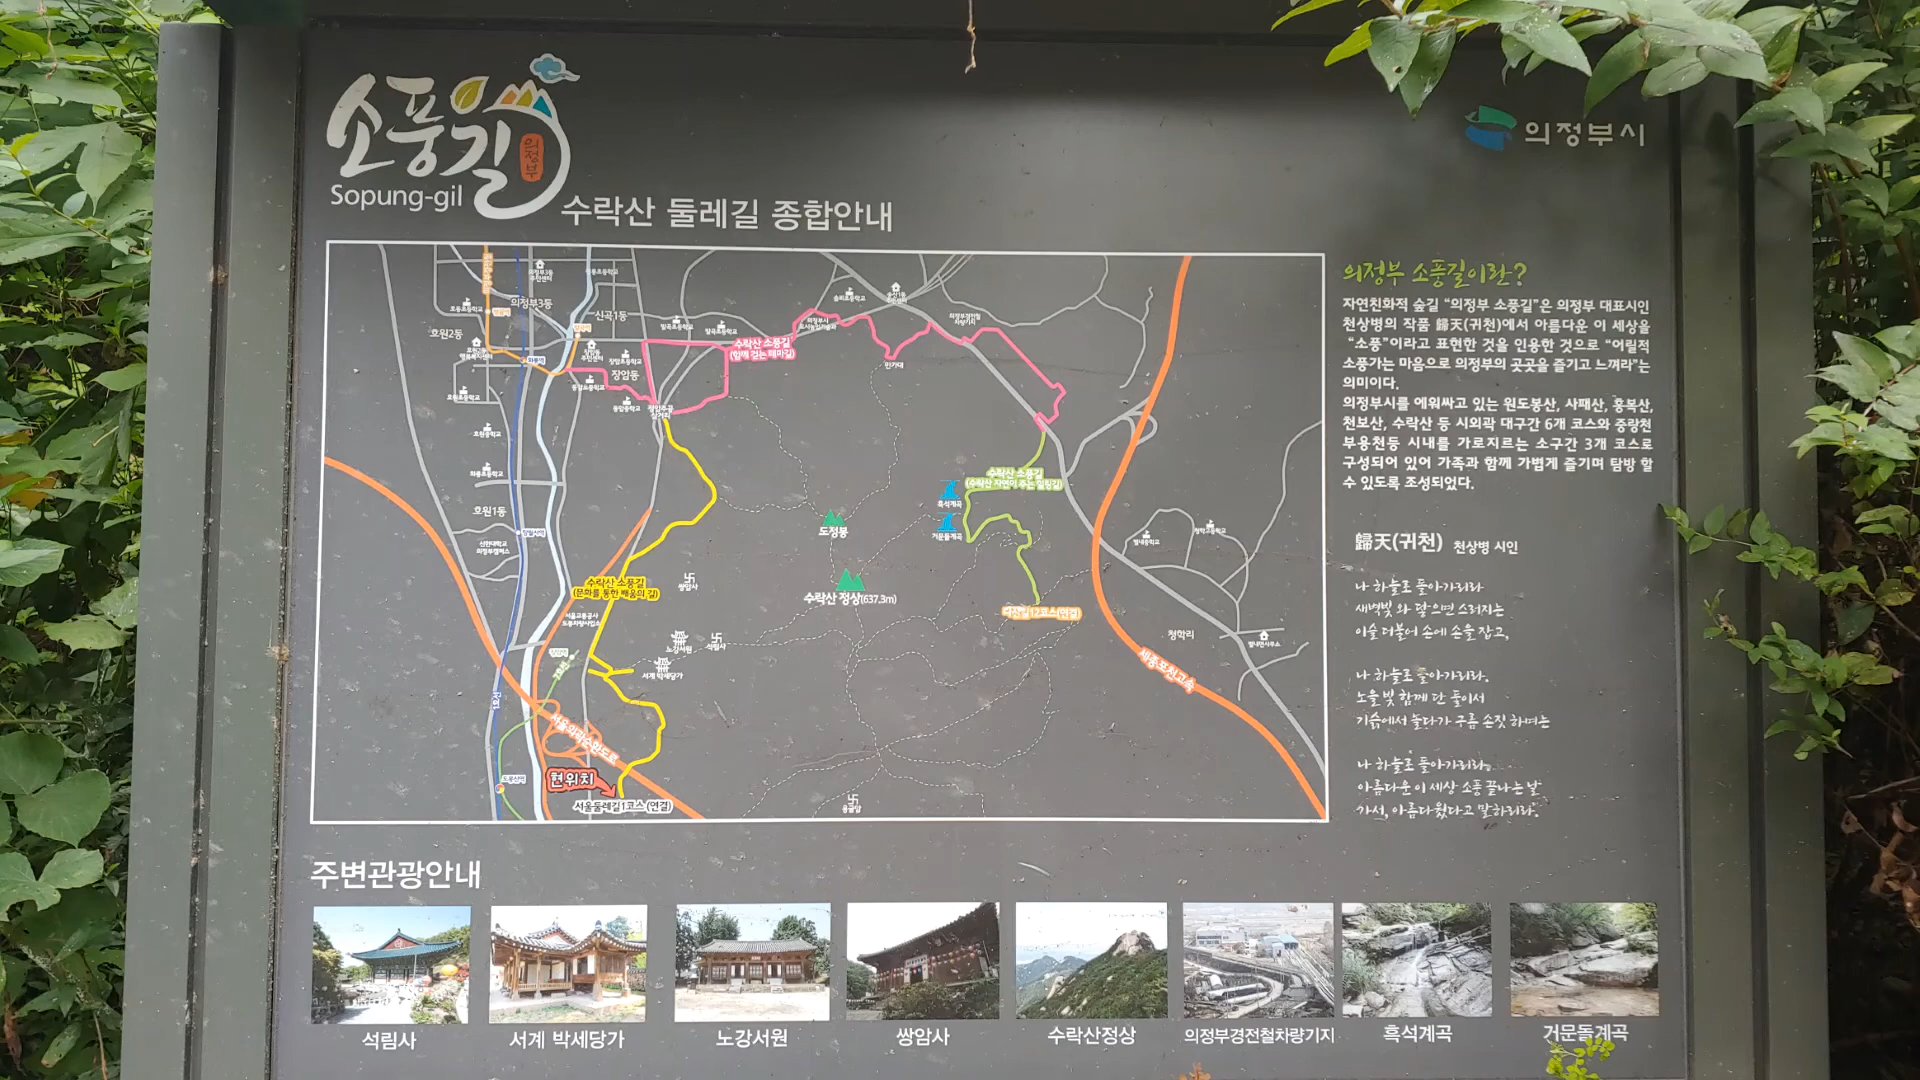 소풍길
의정부
Sopung-gil
수락산 둘레길 종합안내
의정부시
의정부3동
신곡1동
호원2동
장암동
호원1동
수락산 소풍길
(함께 걷는 테마길)
만가대
수락산 소풍길
(수락산 자연이 주는 힐링길)
흑석계곡
거문돌계곡
도정봉
수락산 정상(637.3m)
수락산 소풍길
(문화를 통한 배움의 길)
쌍암사
노강서원
석림사
서계 박세당가
청학리
세종포천고속
서울외곽순환도로
1호선
현위치
서울둘레길1코스(연결)
용굴암
의정부 소풍길이란?
자연친화적 숲길 “의정부 소풍길”은 의정부 대표시인
천상병의 작품 歸天(귀천)에서 아름다운 이 세상을
“소풍”이라고 표현한 것을 인용한 것으로 “어릴적
소풍가는 마음으로 의정부의 곳곳을 즐기고 느껴라”는
의미이다.
의정부시를 에워싸고 있는 원도봉산, 사패산, 홍복산,
천보산, 수락산 등 시외곽 대구간 6개 코스와 중랑천
부용천등 시내를 가로지르는 소구간 3개 코스로
구성되어 있어 가족과 함께 가볍게 즐기며 탐방 할
수 있도록 조성되었다.
歸天(귀천) 천상병 시인
나 하늘로 돌아가리라
새벽빛 와 닿으면 스러지는
이슬 더불어 손에 손을 잡고,
나 하늘로 돌아가리라.
노을빛 함께 단 둘이서
기슭에서 놀다가 구름 손짓 하며는
나 하늘로 돌아가리라.
아름다운 이 세상 소풍 끝나는 날
가서, 아름다웠다고 말하리라.
주변관광안내
석림사
서계 박세당가
노강서원
쌍암사
수락산정상
의정부경전철차량기지
흑석계곡
거문돌계곡